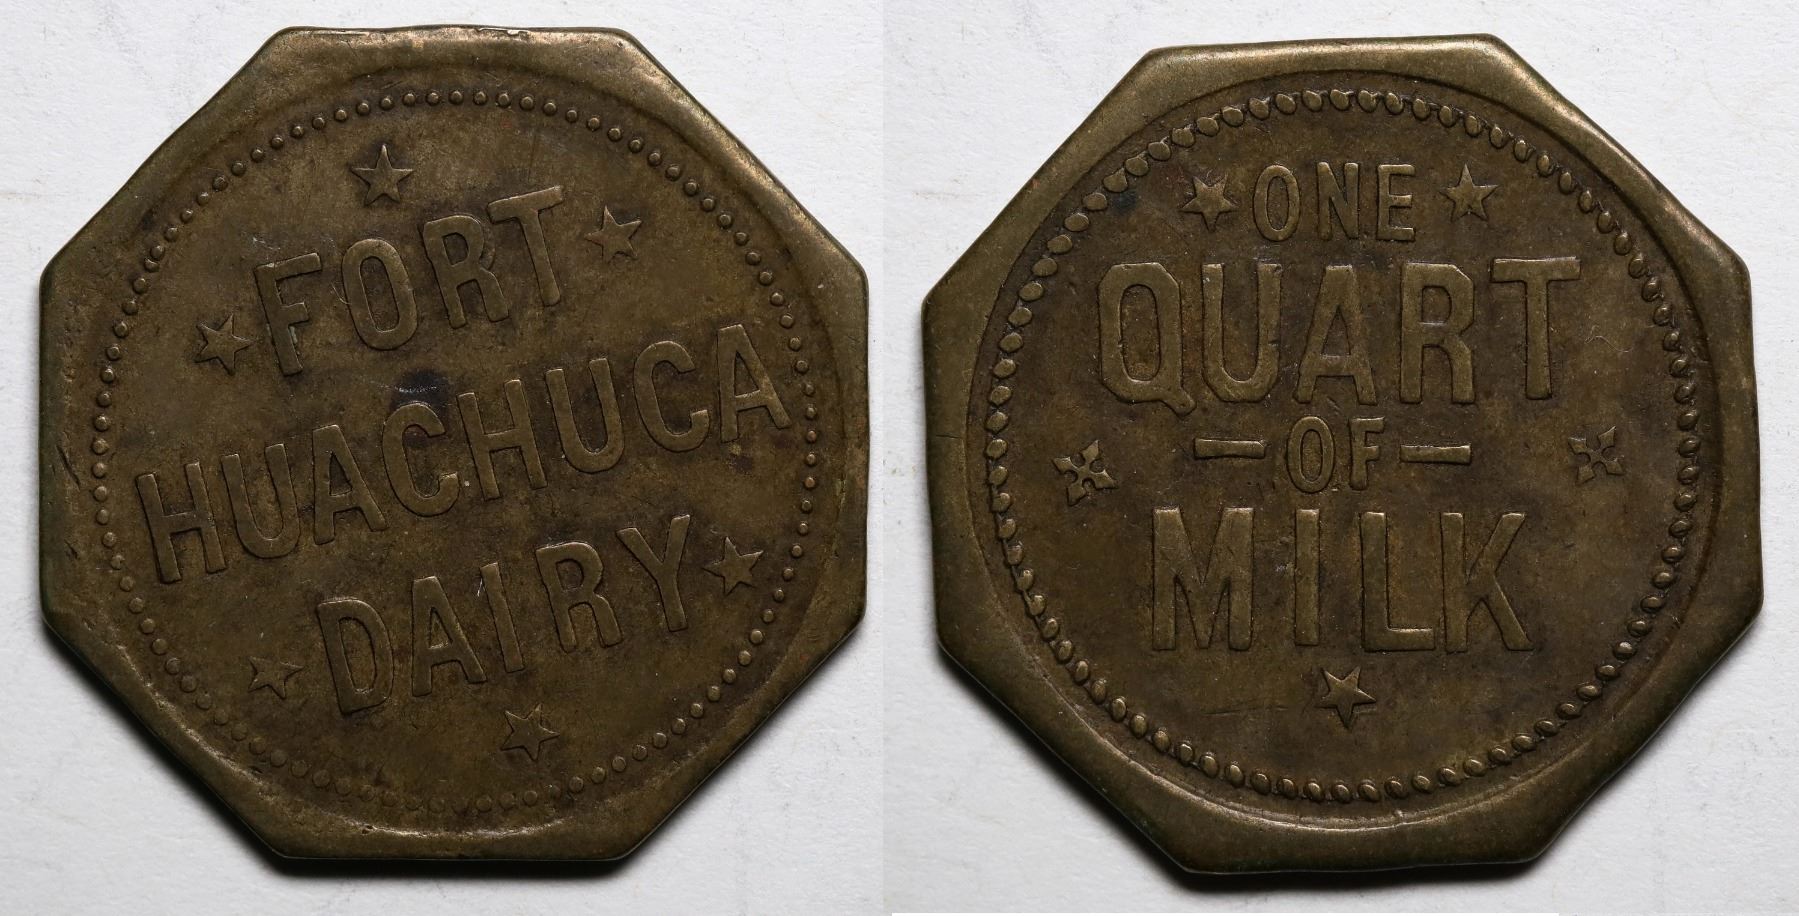 FORT
HUACHUCA
DAIRY
ONE
QUART
- OF -
MILK